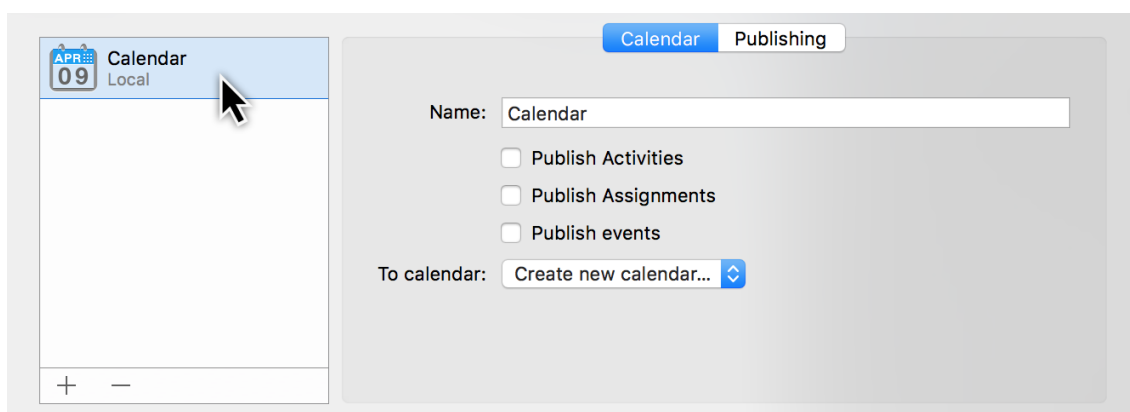 APR
09
Calendar
Local
Calendar Publishing
Name: Calendar
Publish Activities
Publish Assignments
Publish events
To calendar: Create new calendar...
+ −